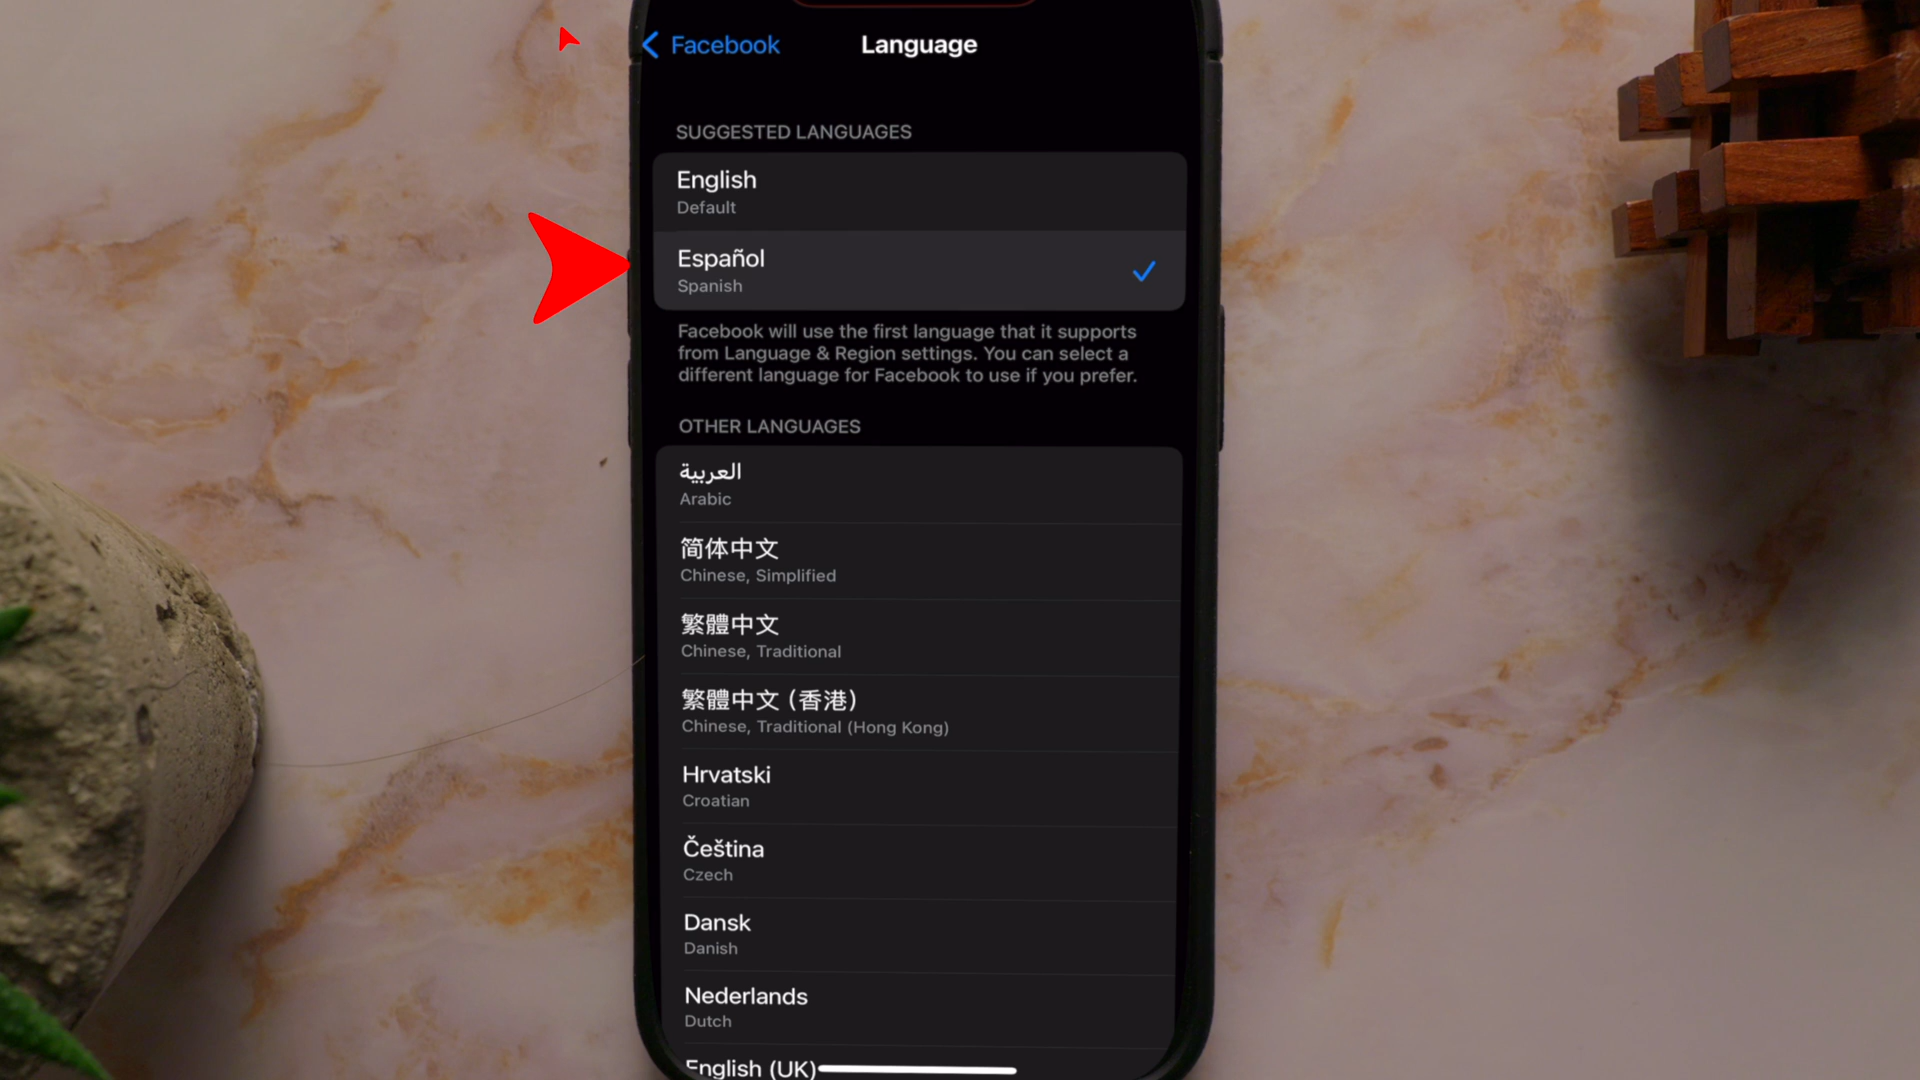 Facebook
Language
SUGGESTED LANGUAGES
English
Default
Español
Spanish
Facebook will use the first language that it supports
from Language & Region settings. You can select a
different language for Facebook to use if you prefer.
OTHER LANGUAGES
العربية
Arabic
简体中文
Chinese, Simplified
繁體中文
Chinese, Traditional
繁體中文（香港）
Chinese, Traditional (Hong Kong)
Hrvatski
Croatian
Čeština
Czech
Dansk
Danish
Nederlands
Dutch
English (UK)